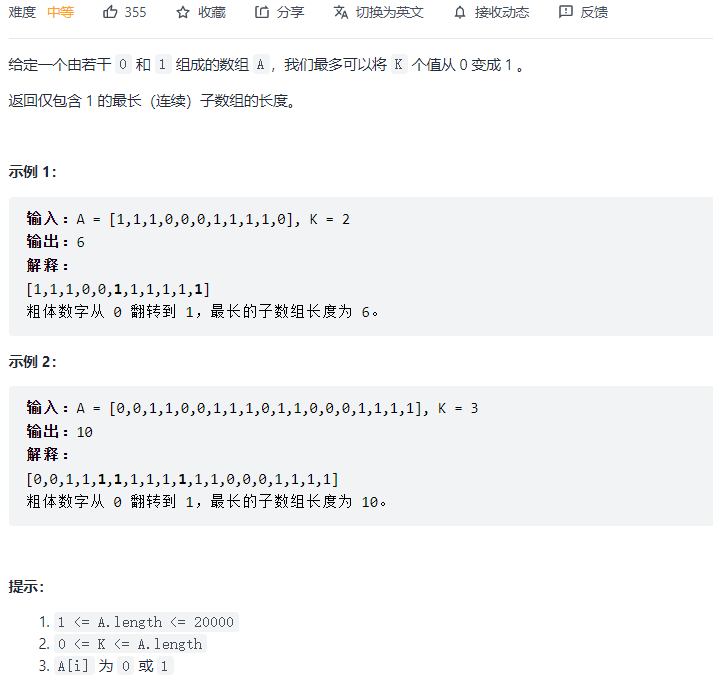 难度 中等 355 收藏 分享 切换为英文 接收动态 反馈
给定一个由若干 0 和 1 组成的数组 A，我们最多可以将 K 个值从 0 变成 1 。
返回仅包含 1 的最长（连续）子数组的长度。
示例 1：
输入：A = [1,1,1,0,0,0,1,1,1,1,0], K = 2
输出：6
解释：
[1,1,1,0,0,1,1,1,1,1,1]
粗体数字从 0 翻转到 1，最长的子数组长度为 6。
示例 2：
输入：A = [0,0,1,1,0,0,1,1,1,0,1,1,0,0,0,1,1,1,1], K = 3
输出：10
解释：
[0,0,1,1,1,1,1,1,1,1,1,1,0,0,0,1,1,1,1]
粗体数字从 0 翻转到 1，最长的子数组长度为 10。
提示：
1. 1 <= A.length <= 20000
2. 0 <= K <= A.length
3. A[i] 为 0 或 1